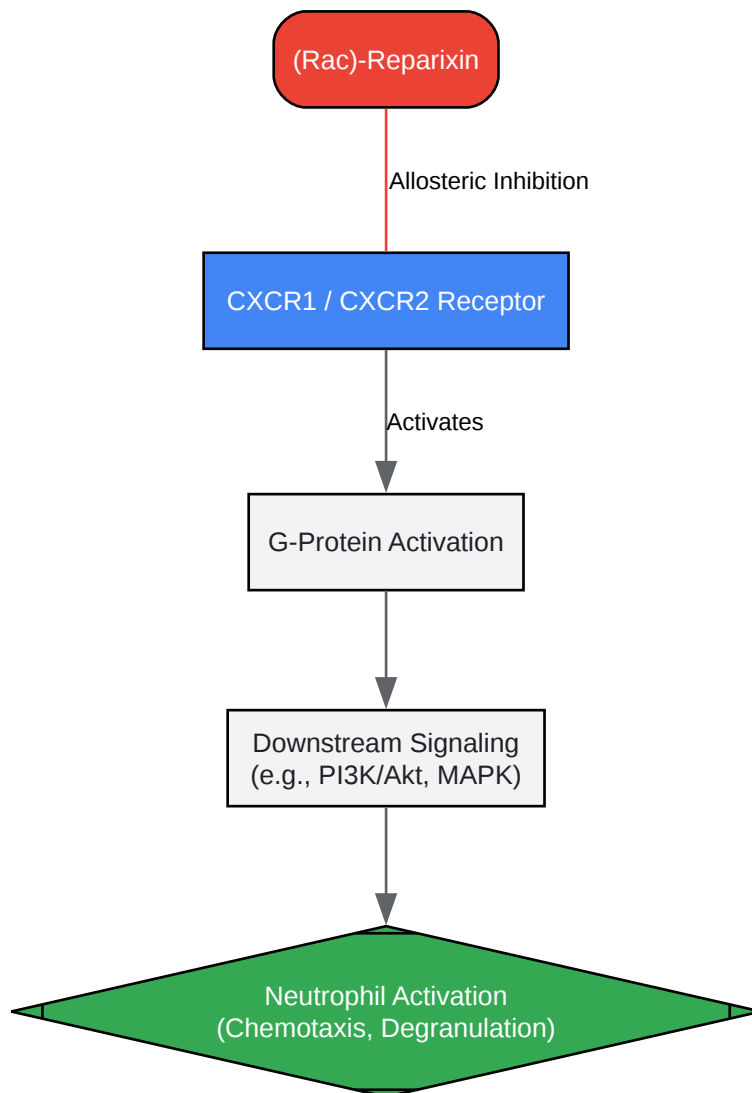 (Rac)-Reparixin
Allosteric Inhibition
CXCR1 / CXCR2 Receptor
Activates
G-Protein Activation
Downstream Signaling
(e.g., PI3K/Akt, MAPK)
Neutrophil Activation
(Chemotaxis, Degranulation)